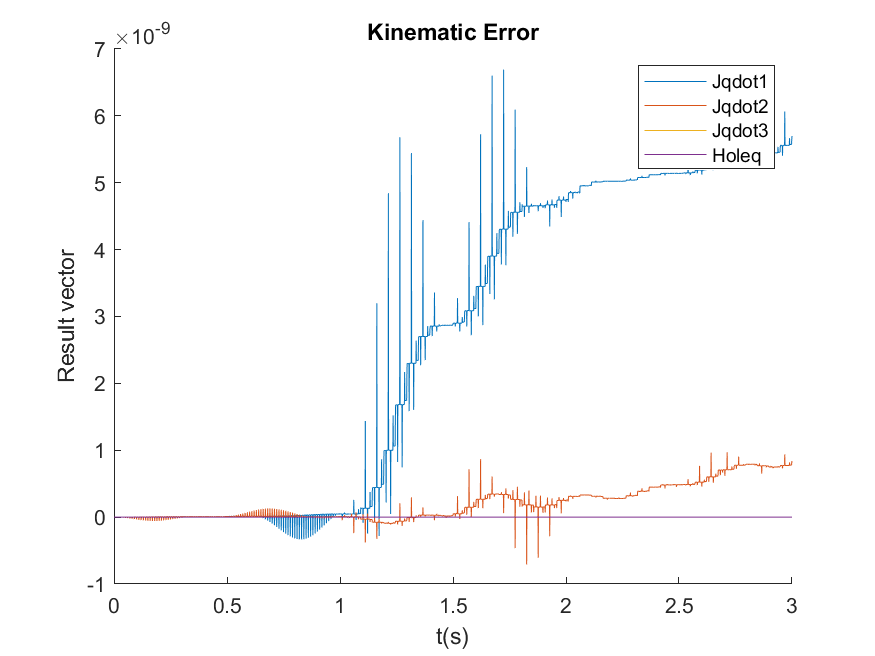 Kinematic Error
×10-9
7
6
5
4
3
2
1
0
-1
Result vector
0
0.5
1
1.5
2
2.5
3
t(s)
Jqdot1
Jqdot2
Jqdot3
Holeq